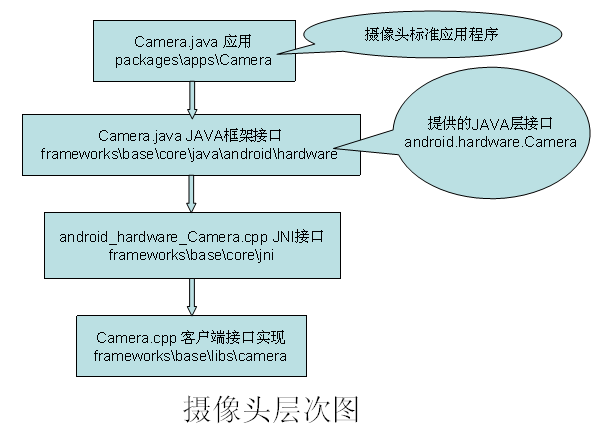 Camera.java 应用
packages\apps\Camera
摄像头标准应用程序
Camera.java JAVA框架接口
frameworks\base\core\java\android\hardware
提供的JAVA层接口
android.hardware.Camera
android_hardware_Camera.cpp JNI接口
frameworks\base\core\jni
Camera.cpp 客户端接口实现
frameworks\base\libs\camera
摄像头层次图